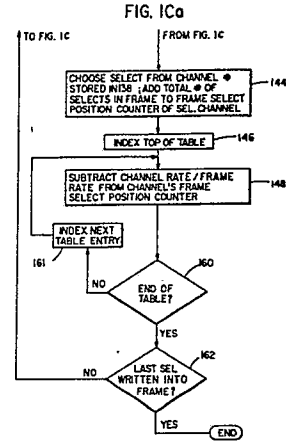 FIG. 1Ca
TO FIG. 1C
FROM FIG. 1C
CHOOSE SELECT FROM CHANNEL #
STORED IN 138 ; ADD TOTAL # OF
SELECTS IN FRAME TO FRAME SELECT
POSITION COUNTER OF SEL. CHANNEL
144
INDEX TOP OF TABLE
146
SUBTRACT CHANNEL RATE / FRAME
RATE FROM CHANNEL'S FRAME
SELECT POSITION COUNTER
148
INDEX NEXT
TABLE ENTRY
161
160
NO
END OF
TABLE?
YES
162
NO
LAST SEL
WRITTEN INTO
FRAME?
YES
END